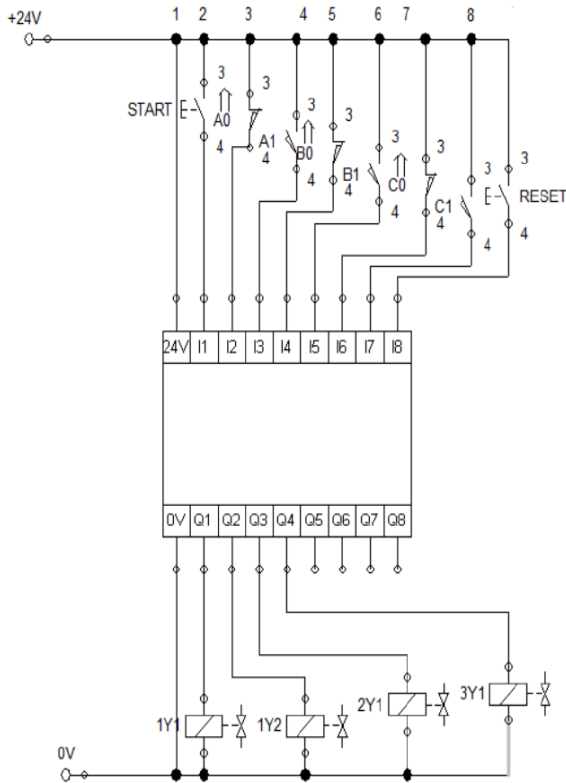 1 2 3 4 5 6 7 8
+24V
3 3 3 3 3 3 3 3
START A0 A1 B0 B1 C0 C1 RESET
4 4 4 4 4 4 4 4
24V I1 I2 I3 I4 I5 I6 I7 I8
0V Q1 Q2 Q3 Q4 Q5 Q6 Q7 Q8
1Y1 1Y2 2Y1 3Y1
0V